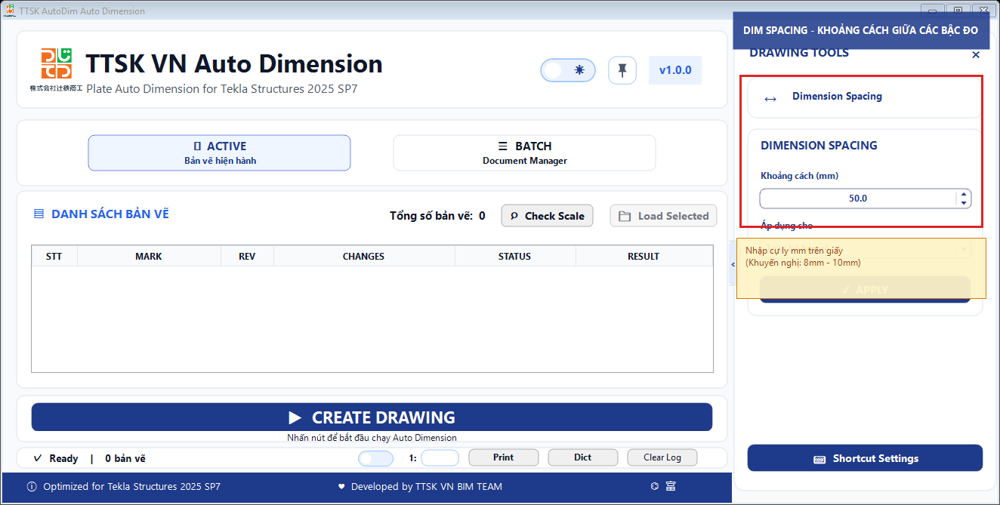 TTSK AutoDim Auto Dimension
TTSK VN Auto Dimension
株式会社辻鉄商工
Plate Auto Dimension for Tekla Structures 2025 SP7
v1.0.0
ACTIVE
Bản vẽ hiện hành
BATCH
Document Manager
DANH SÁCH BẢN VẼ
Tổng số bản vẽ: 0
Check Scale
Load Selected
STT MARK REV CHANGES STATUS RESULT
CREATE DRAWING
Nhấn nút để bắt đầu chạy Auto Dimension
✓ Ready | 0 bản vẽ
1:
Print
Dict
Clear Log
Optimized for Tekla Structures 2025 SP7
Developed by TTSK VN BIM TEAM
DIM SPACING - KHOẢNG CÁCH GIỮA CÁC BẬC ĐO
DRAWING TOOLS
Dimension Spacing
DIMENSION SPACING
Khoảng cách (mm)
50.0
Áp dụng cho
Nhập cự ly mm trên giấy
(Khuyến nghị: 8mm - 10mm)
✓ APPLY
Shortcut Settings